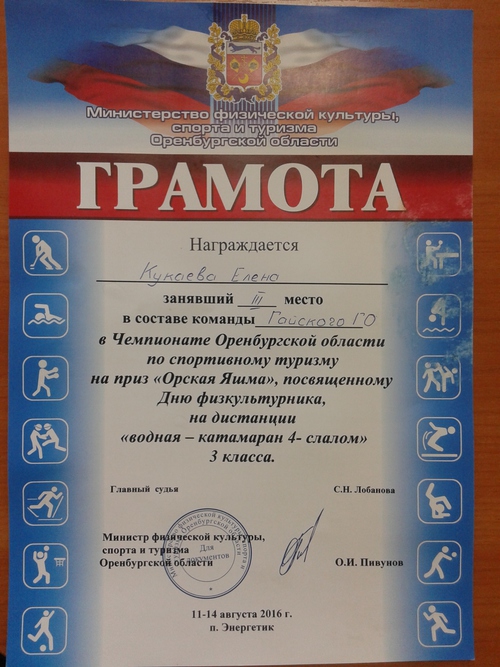 Министерство физической культуры,
спорта и туризма
Оренбургской области
ГРАМОТА
Награждается
Кукаева Елена
занявший III место
в составе команды Гайского ГО
в Чемпионате Оренбургской области
по спортивному туризму
на приз «Орская Яшма», посвященному
Дню физкультурника,
на дистанции
«водная – катамаран 4- слалом»
3 класса.
Главный судья С.Н. Лобанова
Министр физической культуры,
спорта и туризма
Оренбургской области О.И. Пивунов
Для
документов
11-14 августа 2016 г.
п. Энергетик